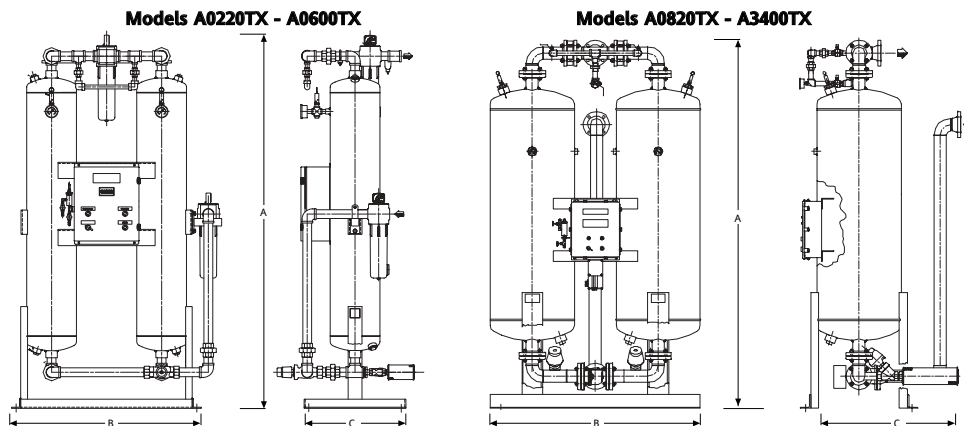 Models A0220TX - A0600TX
Models A0820TX - A3400TX
A
A
B
C
B
C